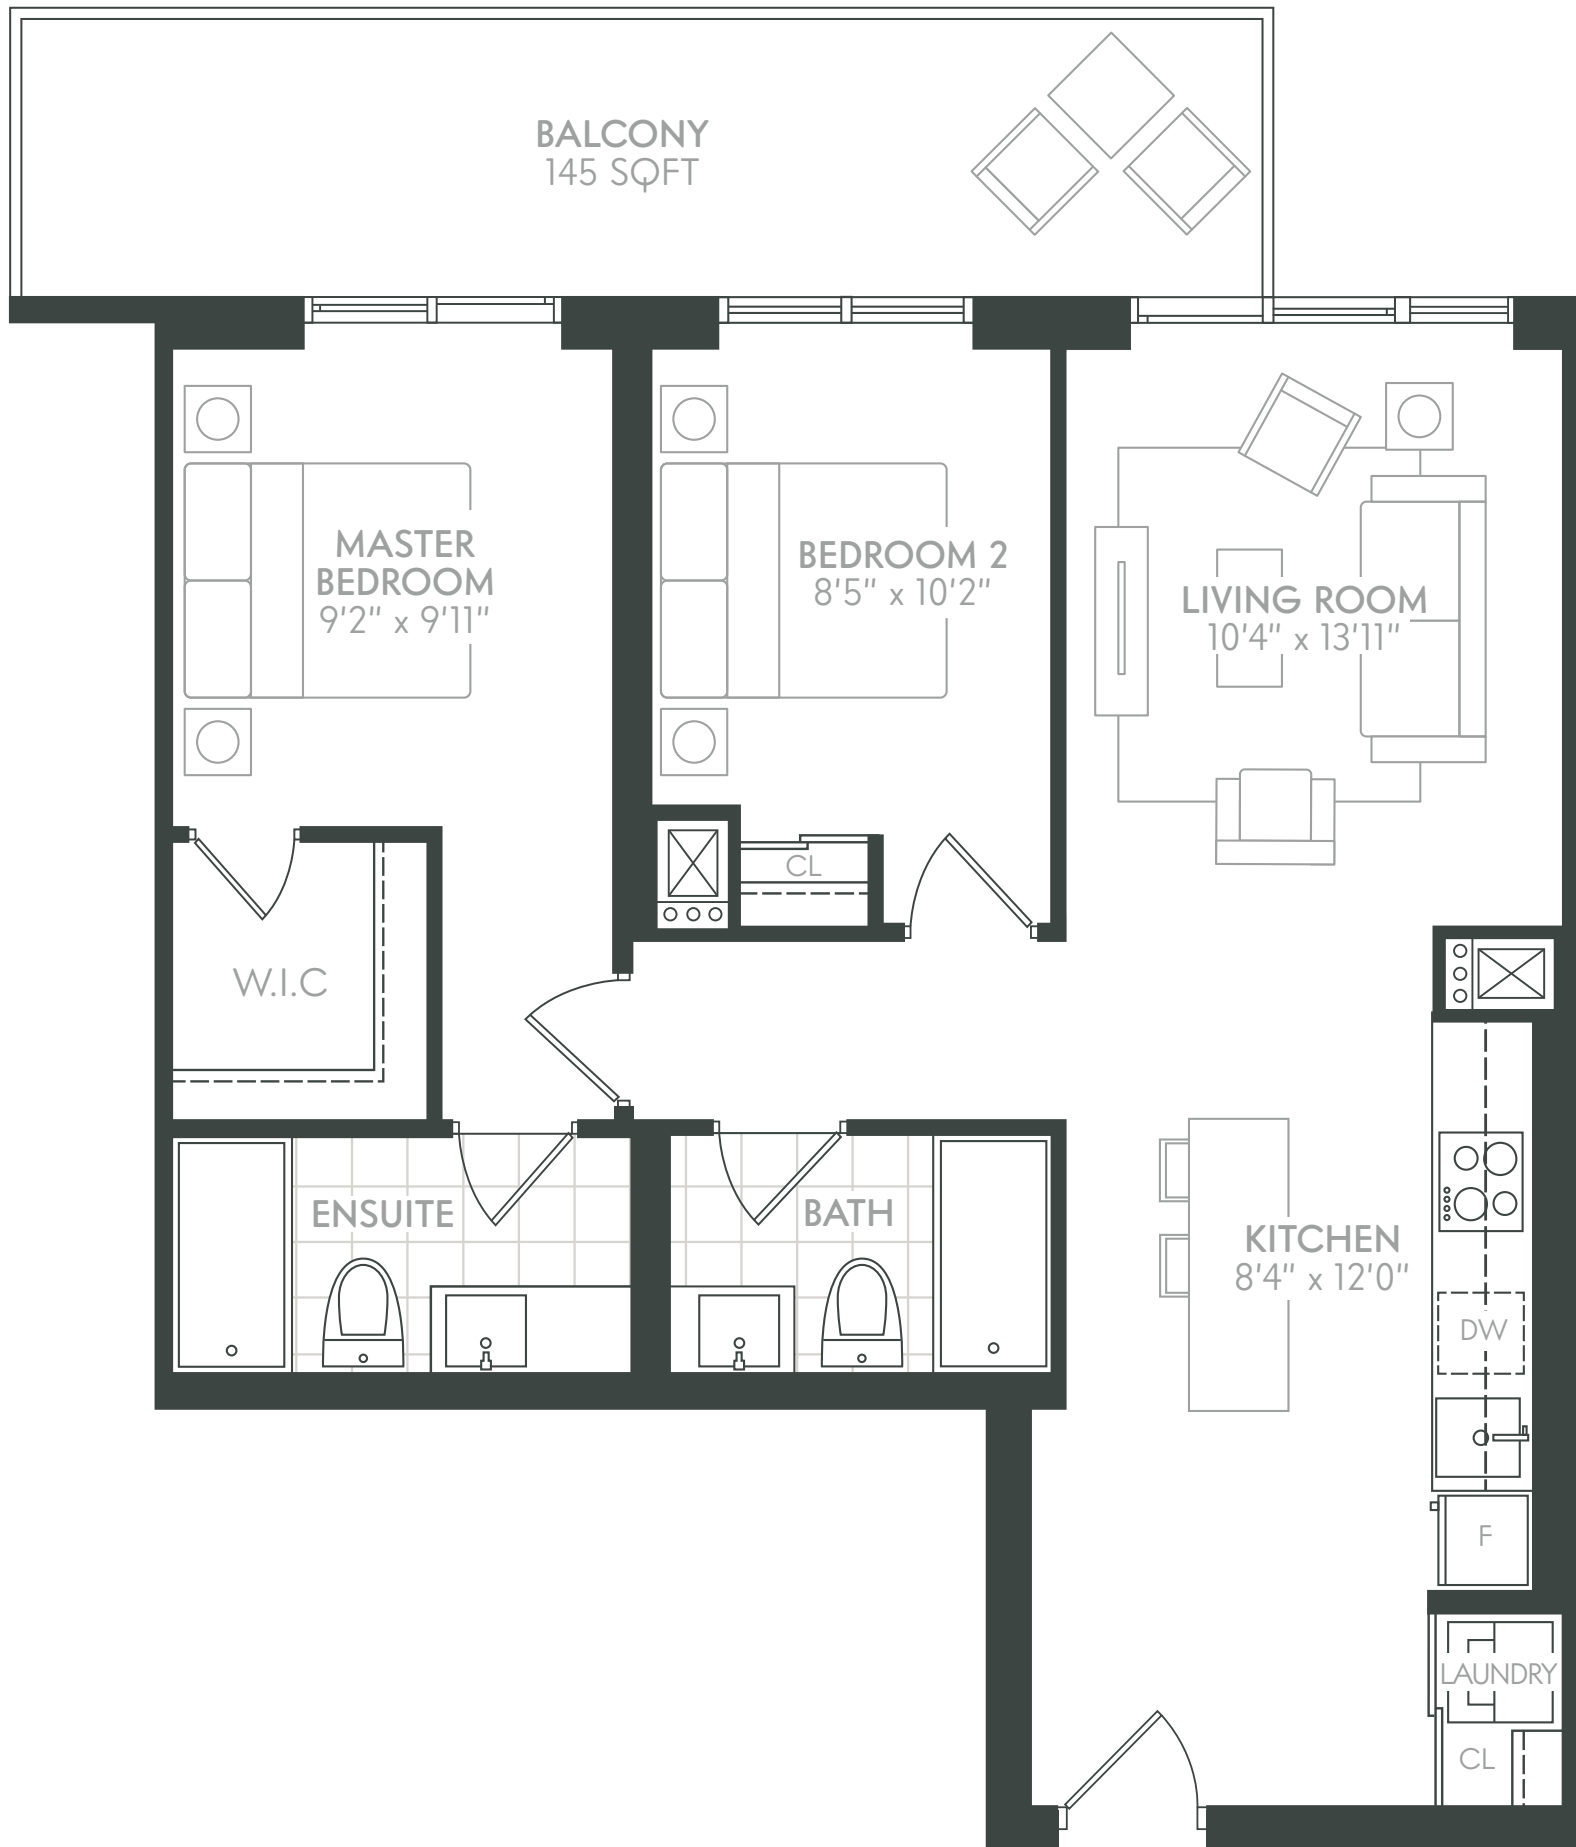 BALCONY
145 SQFT
MASTER
BEDROOM
9'2" x 9'11"
BEDROOM 2
8'5" x 10'2"
LIVING ROOM
10'4" x 13'11"
CL
W.I.C
ENSUITE
BATH
KITCHEN
8'4" x 12'0"
DW
F
LAUNDRY
CL